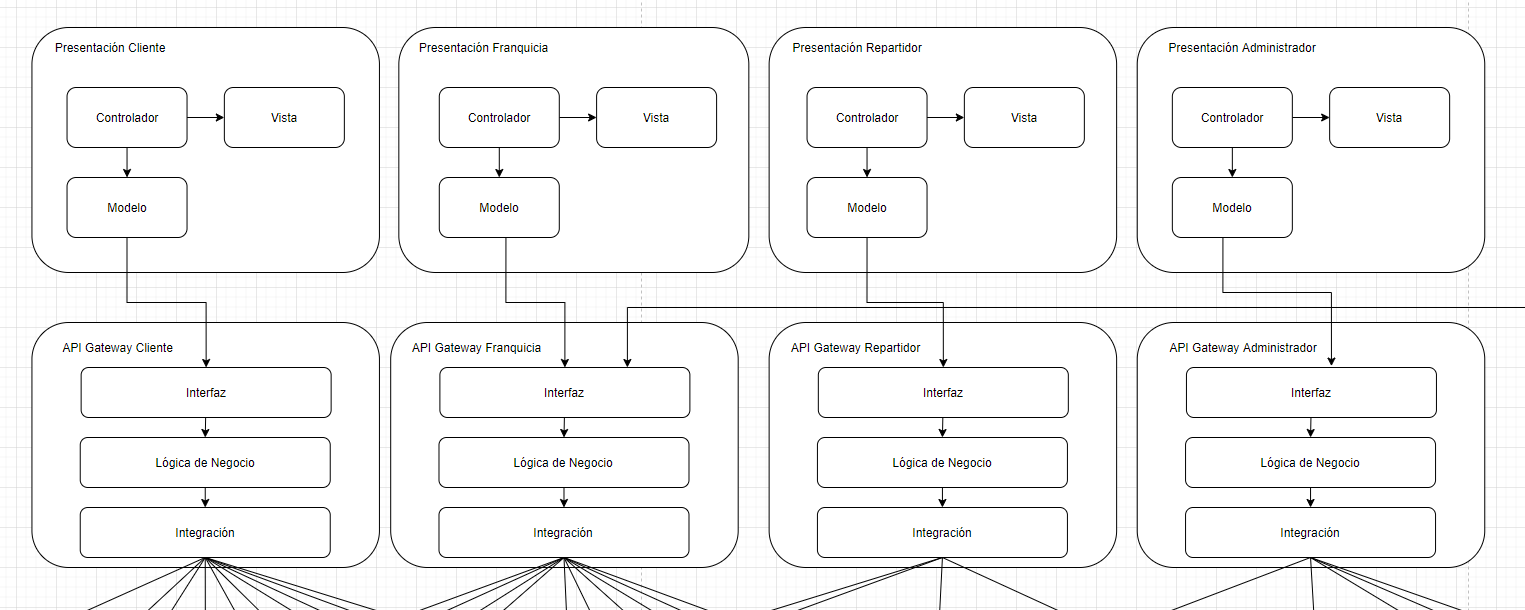 Presentación Cliente
Presentación Franquicia
Presentación Repartidor
Presentación Administrador
Controlador
Vista
Controlador
Vista
Controlador
Vista
Controlador
Vista
Modelo
Modelo
Modelo
Modelo
API Gateway Cliente
API Gateway Franquicia
API Gateway Repartidor
API Gateway Administrador
Interfaz
Interfaz
Interfaz
Interfaz
Lógica de Negocio
Lógica de Negocio
Lógica de Negocio
Lógica de Negocio
Integración
Integración
Integración
Integración